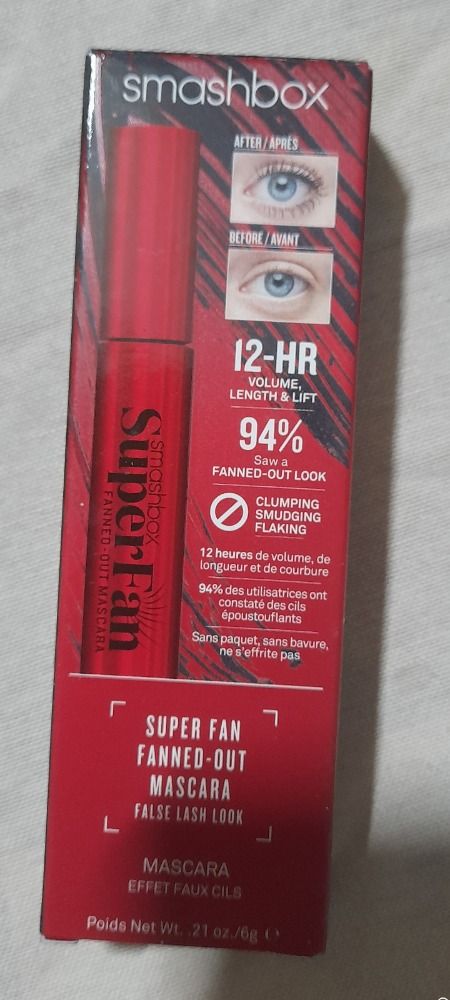 smashbox
AFTER/APRÈS
BEFORE/AVANT
12-HR
VOLUME,
LENGTH & LIFT
94%
Saw a
FANNED-OUT LOOK
CLUMPING
SMUDGING
FLAKING
12 heures de volume, de
longueur et de courbure
94% des utilisatrices ont
constaté des cils
époustouflants
Sans paquet, sans bavure,
ne s'effrite pas
smashbox
SuperFan
FANNED-OUT MASCARA
SUPER FAN
FANNED-OUT
MASCARA
FALSE LASH LOOK
MASCARA
EFFET FAUX CILS
Poids Net Wt. .21 oz./6g